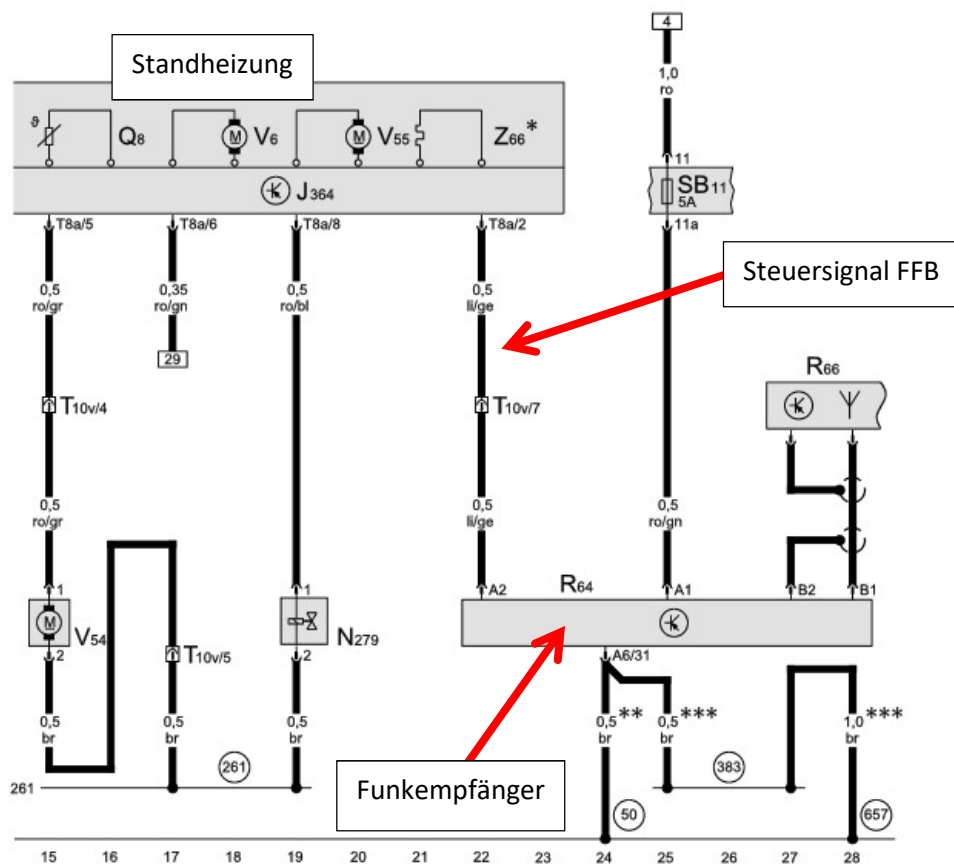 4
Standheizung
1,0
ro
ϑ
Q8
M
V6
M
V55
Z66*
11
SB11
5A
J364
T8a/5
T8a/6
T8a/8
T8a/2
11a
Steuersignal FFB
0,5
ro/gr
0,35
ro/gn
0,5
ro/bl
0,5
li/ge
29
R66
T10v/4
T10v/7
0,5
ro/gr
0,5
li/ge
0,5
ro/gn
1
1
A2
R64
A1
B2
B1
M
V54
N279
2
T10v/5
2
A6/31
0,5
br
0,5
br
0,5
br
0,5**
br
0,5***
br
1,0***
br
261
261
Funkempfänger
383
50
657
15 16 17 18 19 20 21 22 23 24 25 26 27 28